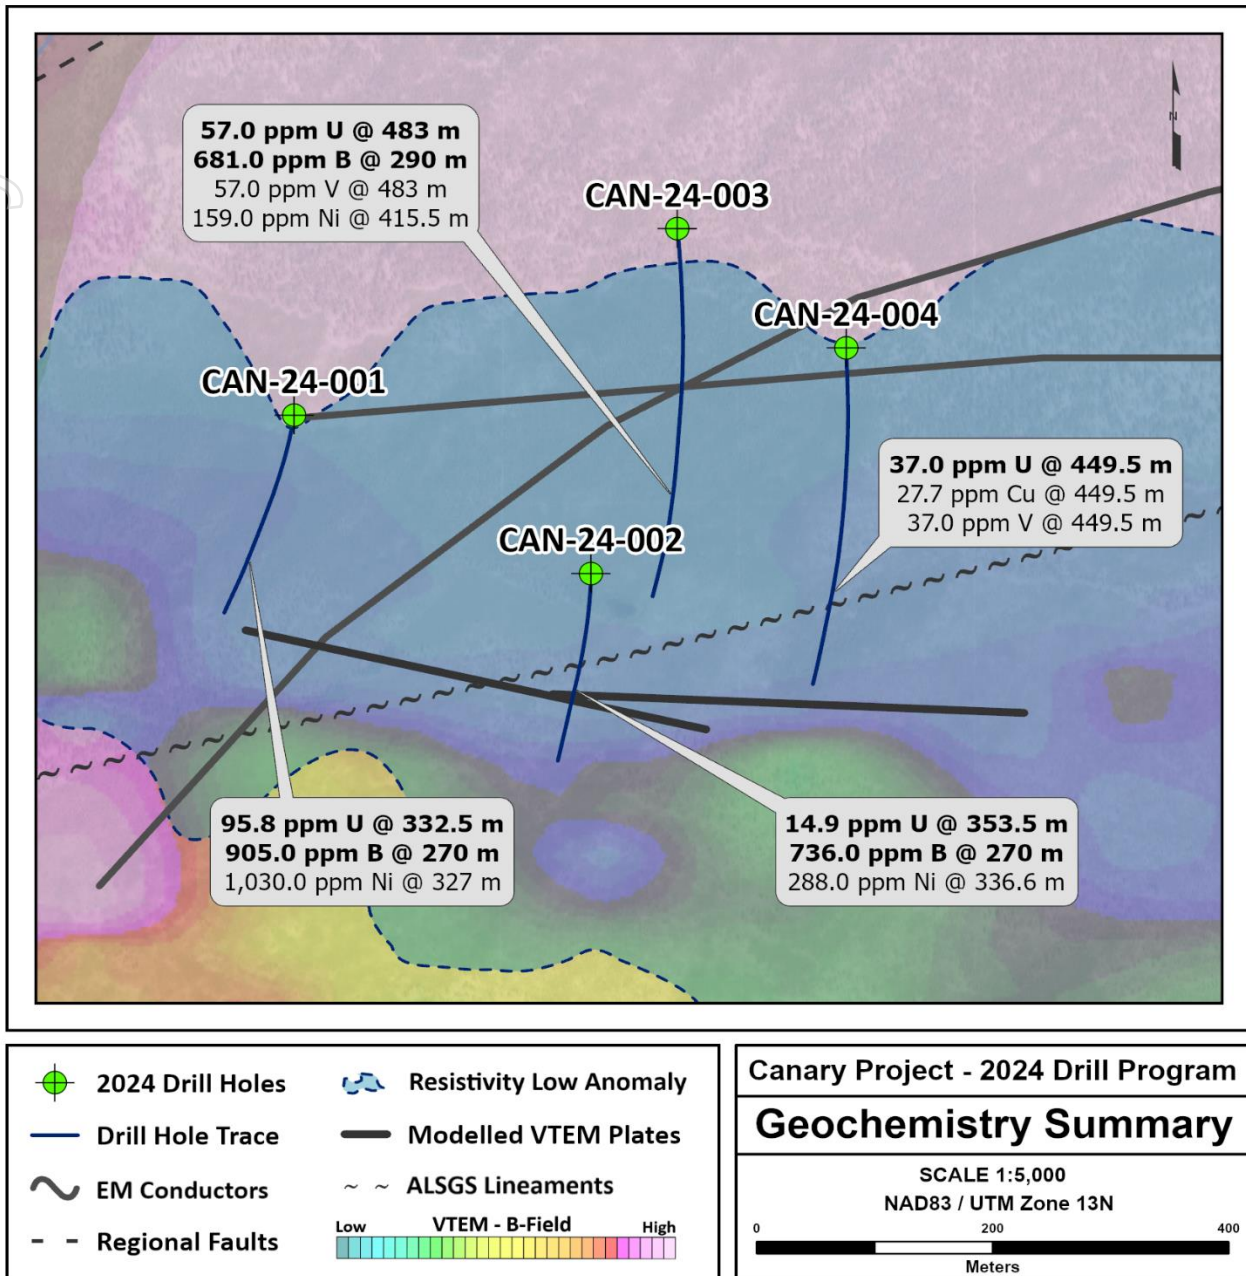 57.0 ppm U @ 483 m
681.0 ppm B @ 290 m
57.0 ppm V @ 483 m
159.0 ppm Ni @ 415.5 m
N
CAN-24-003
CAN-24-004
CAN-24-001
37.0 ppm U @ 449.5 m
27.7 ppm Cu @ 449.5 m
37.0 ppm V @ 449.5 m
CAN-24-002
95.8 ppm U @ 332.5 m
905.0 ppm B @ 270 m
1,030.0 ppm Ni @ 327 m
14.9 ppm U @ 353.5 m
736.0 ppm B @ 270 m
288.0 ppm Ni @ 336.6 m
2024 Drill Holes
Drill Hole Trace
EM Conductors
Regional Faults
Resistivity Low Anomaly
Modelled VTEM Plates
ALSGS Lineaments
Low VTEM - B-Field High
Canary Project - 2024 Drill Program
Geochemistry Summary
SCALE 1:5,000
NAD83 / UTM Zone 13N
0 200 400
Meters